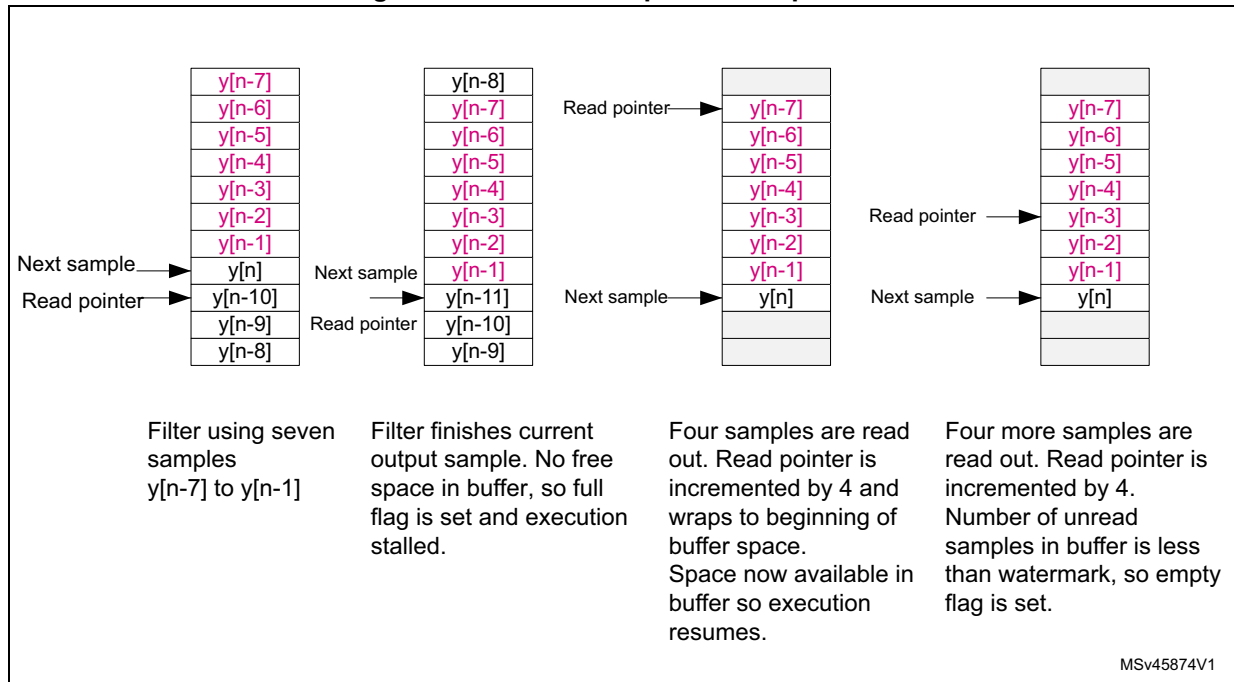 y[n-7]
y[n-6]
y[n-5]
y[n-4]
y[n-3]
y[n-2]
y[n-1]
y[n]
y[n-10]
y[n-9]
y[n-8]
Next sample
Read pointer
Filter using seven
samples
y[n-7] to y[n-1]
y[n-8]
y[n-7]
y[n-6]
y[n-5]
y[n-4]
y[n-3]
y[n-2]
y[n-1]
y[n-11]
y[n-10]
y[n-9]
Next sample
Read pointer
Filter finishes current
output sample. No free
space in buffer, so full
flag is set and execution
stalled.
Read pointer
y[n-7]
y[n-6]
y[n-5]
y[n-4]
y[n-3]
y[n-2]
y[n-1]
y[n]
Next sample
Four samples are read
out. Read pointer is
incremented by 4 and
wraps to beginning of
buffer space.
Space now available in
buffer so execution
resumes.
y[n-7]
y[n-6]
y[n-5]
y[n-4]
y[n-3]
y[n-2]
y[n-1]
y[n]
Read pointer
Next sample
Four more samples are
read out. Read pointer is
incremented by 4.
Number of unread
samples in buffer is less
than watermark, so empty
flag is set.
MSv45874V1